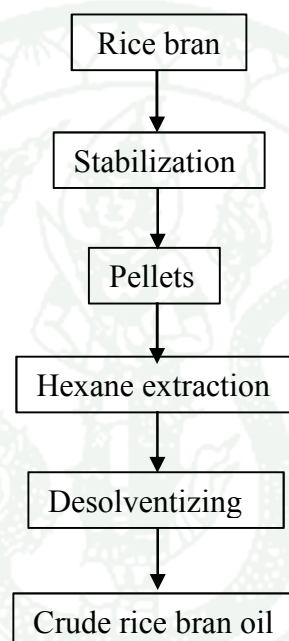 Rice bran
Stabilization
Pellets
Hexane extraction
Desolventizing
Crude rice bran oil